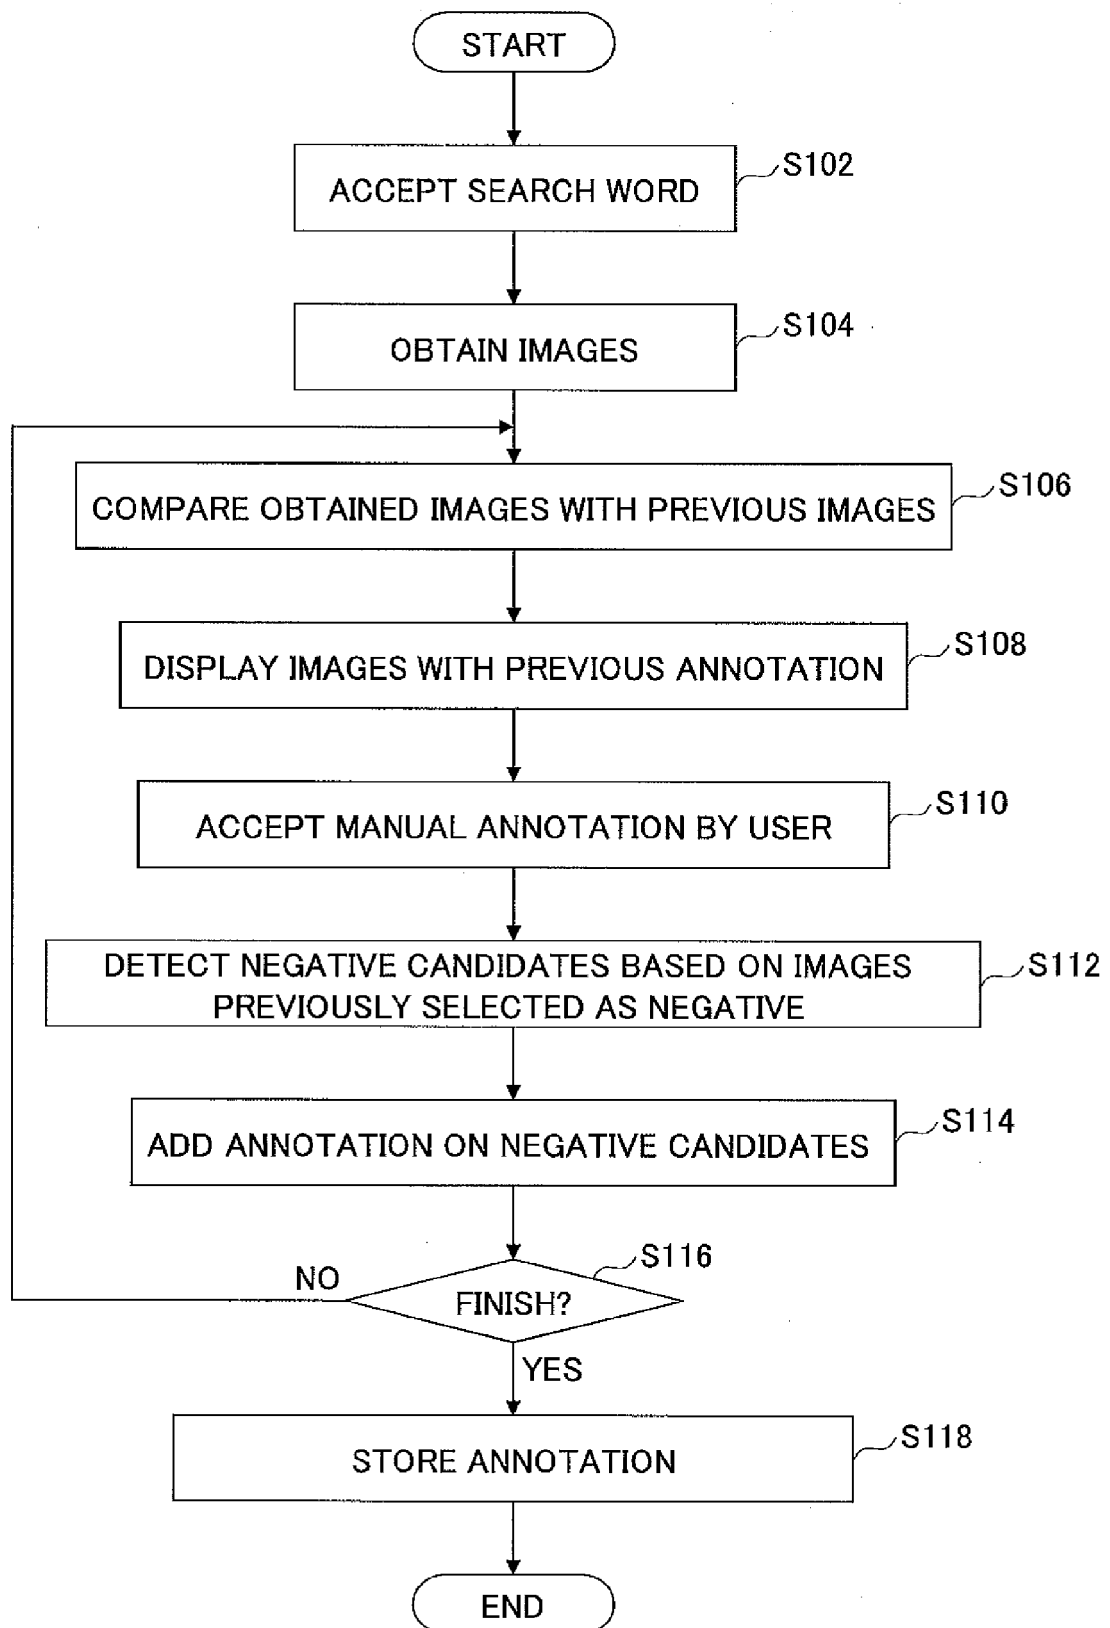 START
ACCEPT SEARCH WORD
S102
OBTAIN IMAGES
S104
COMPARE OBTAINED IMAGES WITH PREVIOUS IMAGES
S106
DISPLAY IMAGES WITH PREVIOUS ANNOTATION
S108
ACCEPT MANUAL ANNOTATION BY USER
S110
DETECT NEGATIVE CANDIDATES BASED ON IMAGES
PREVIOUSLY SELECTED AS NEGATIVE
S112
ADD ANNOTATION ON NEGATIVE CANDIDATES
S114
S116
NO
FINISH?
YES
STORE ANNOTATION
S118
END